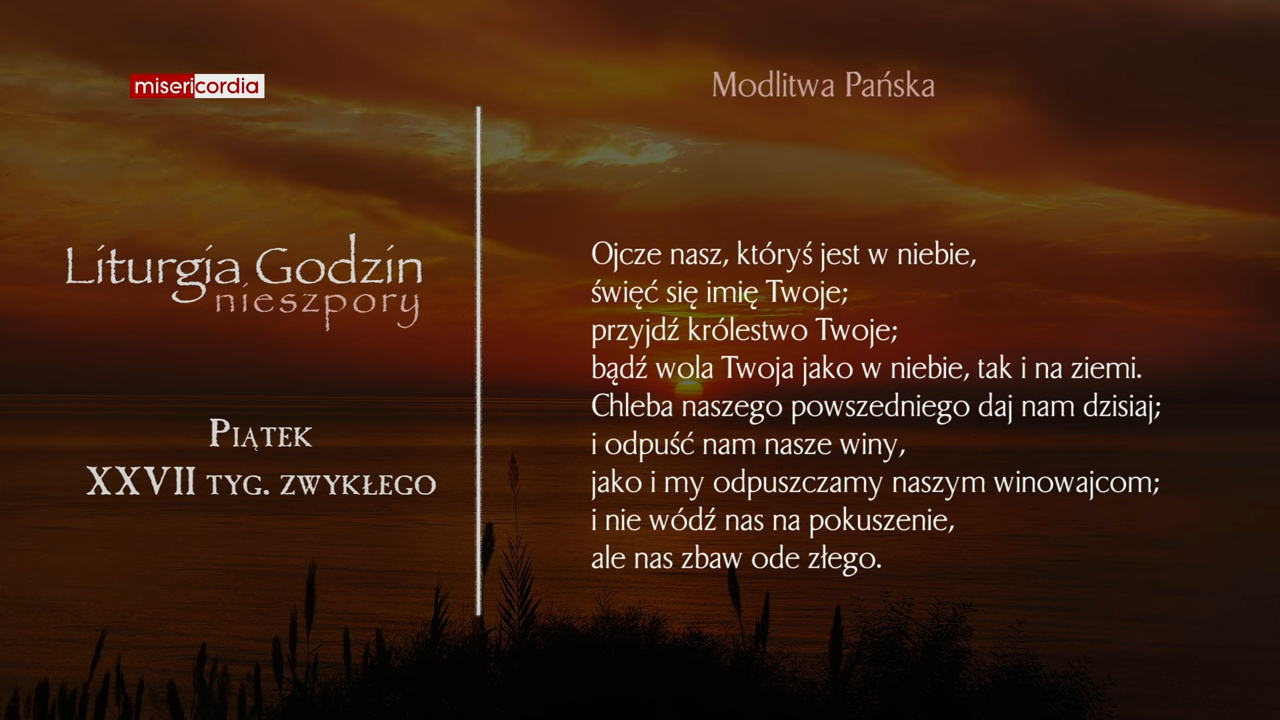 misericordia
Liturgia Godzin
nieszpory
Piątek
XXVII tyg. zwykłego
Modlitwa Pańska
Ojcze nasz, któryś jest w niebie,
święć się imię Twoje;
przyjdź królestwo Twoje;
bądź wola Twoja jako w niebie, tak i na ziemi.
Chleba naszego powszedniego daj nam dzisiaj;
i odpuść nam nasze winy,
jako i my odpuszczamy naszym winowajcom;
i nie wódź nas na pokuszenie,
ale nas zbaw ode złego.